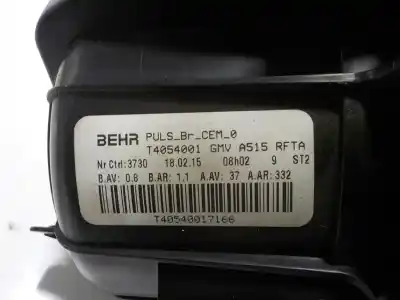 BEHR PULS_Br_CEM_0
T4054001 GMV A515 RFTA
Nr Ctrl:3730 18.02.15 08h02 9 ST2
B.AV: 0.8 B.AR: 1.1 A.AV: 37 A.AR: 332
T40540017166